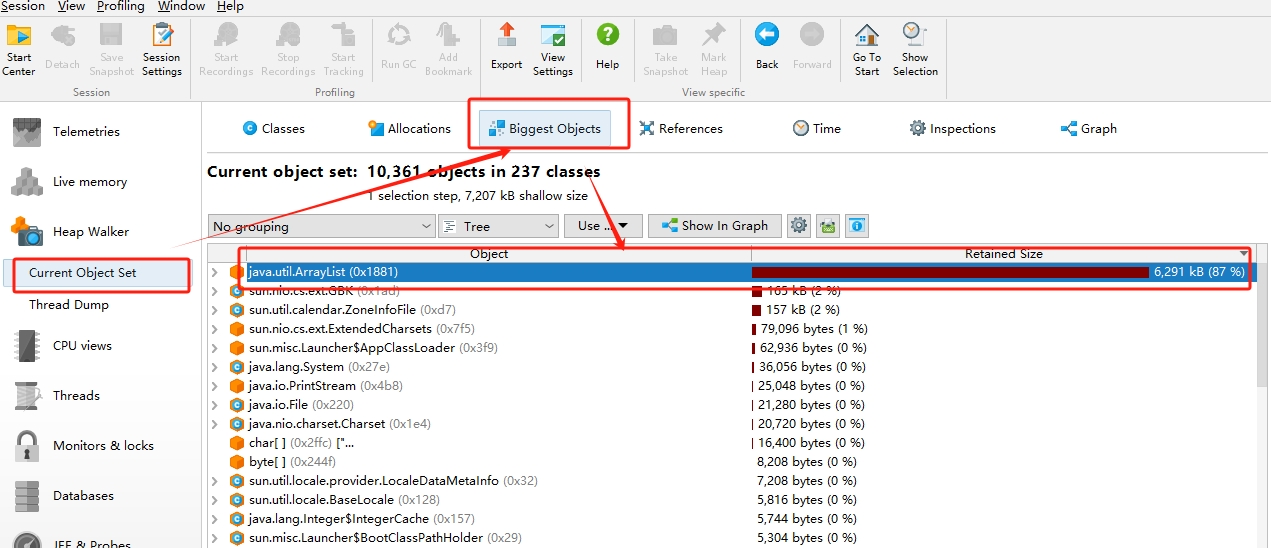 Session View Profiling Window Help
Start Center
Detach
Save Snapshot
Session Settings
Start Recordings
Stop Recordings
Start Tracking
Run GC
Add Bookmark
Export
View Settings
Help
Take Snapshot
Mark Heap
Back
Forward
Go To Start
Show Selection
Session
Profiling
View specific
Telemetries
Live memory
Heap Walker
Current Object Set
Thread Dump
CPU views
Threads
Monitors & locks
Databases
JEE & Probes
Classes
Allocations
Biggest Objects
References
Time
Inspections
Graph
Current object set: 10,361 objects in 237 classes
1 selection step, 7,207 kB shallow size
No grouping
Tree
Use ...
Show In Graph
Object Retained Size
java.util.ArrayList (0x1881) 6,291 kB (87 %)
sun.nio.cs.ext.GBK (0x1ad) 165 kB (2 %)
sun.util.calendar.ZoneInfoFile (0xd7) 157 kB (2 %)
sun.nio.cs.ext.ExtendedCharsets (0x7f5) 79,096 bytes (1 %)
sun.misc.Launcher$AppClassLoader (0x3f9) 62,936 bytes (0 %)
java.lang.System (0x27e) 36,056 bytes (0 %)
java.io.PrintStream (0x4b8) 25,048 bytes (0 %)
java.io.File (0x220) 21,280 bytes (0 %)
java.nio.charset.Charset (0x1e4) 20,720 bytes (0 %)
char[ ] (0x2ffc) ["... 16,400 bytes (0 %)
byte[ ] (0x244f) 8,208 bytes (0 %)
sun.util.locale.provider.LocaleDataMetaInfo (0x32) 7,208 bytes (0 %)
sun.util.locale.BaseLocale (0x128) 5,816 bytes (0 %)
java.lang.Integer$IntegerCache (0x157) 5,744 bytes (0 %)
sun.misc.Launcher$BootClassPathHolder (0x29) 5,304 bytes (0 %)